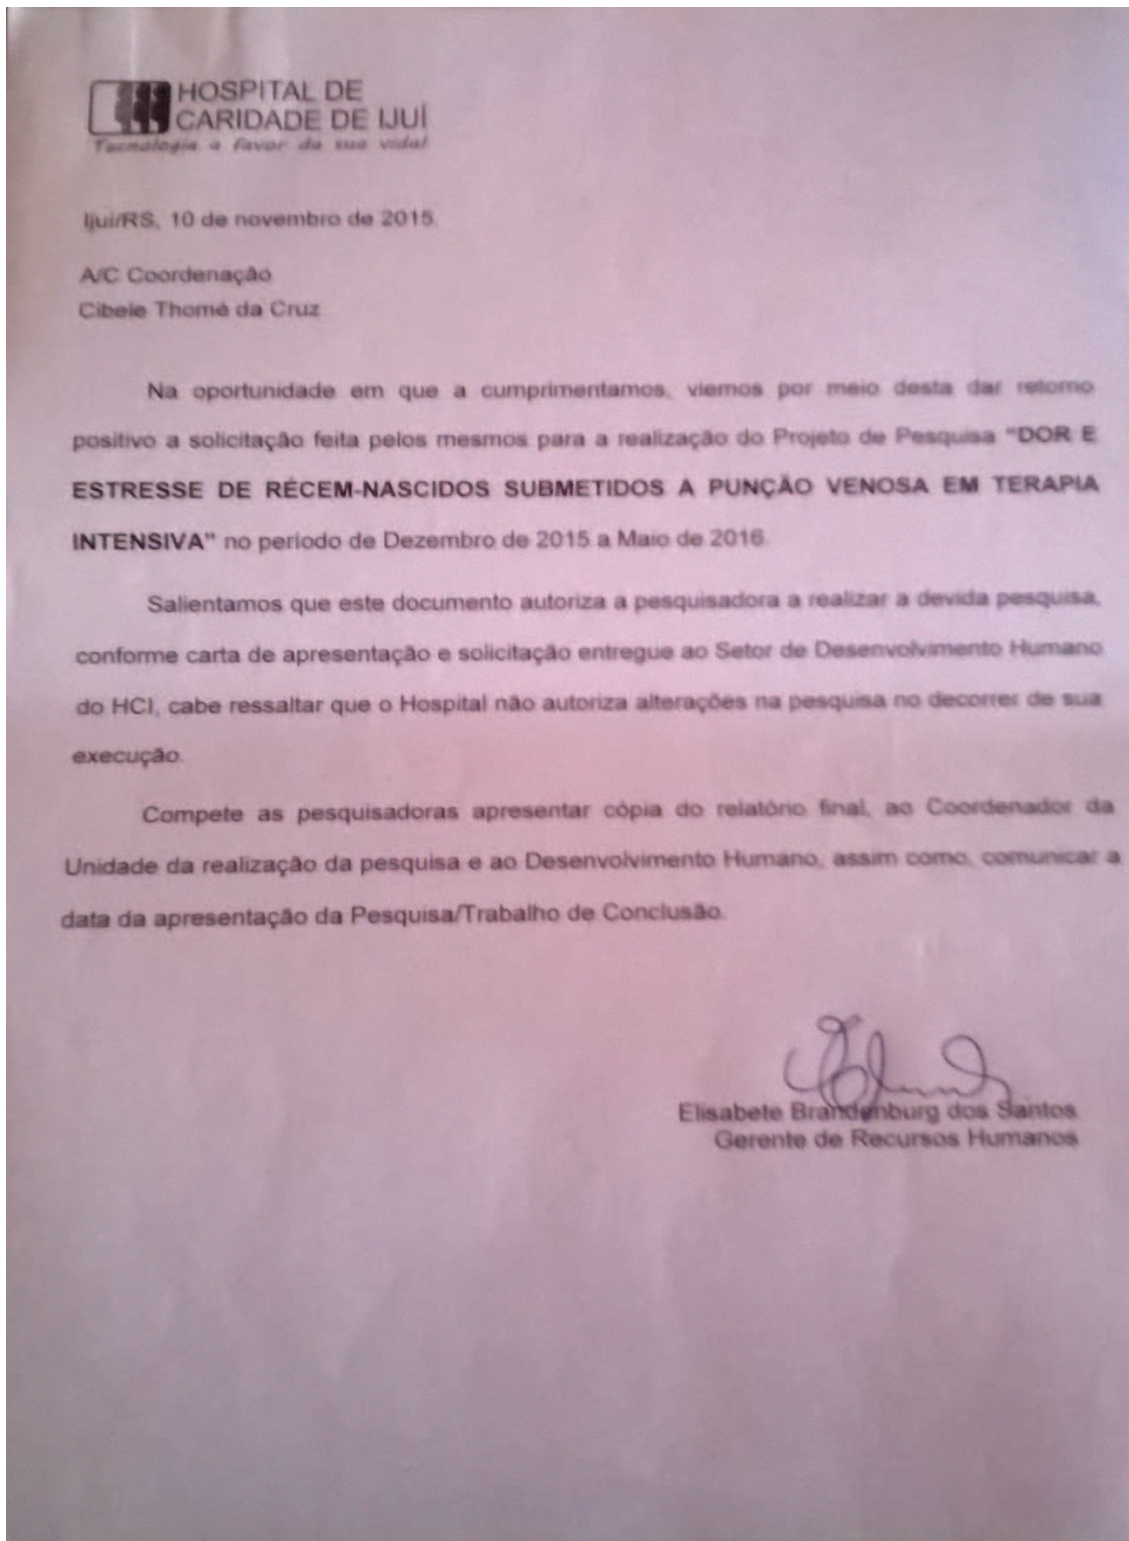 HOSPITAL DE
CARIDADE DE IJUÍ
Tecnologia a favor da sua vida!
Ijuí/RS, 10 de novembro de 2015.
A/C Coordenação
Cibele Thomé da Cruz
Na oportunidade em que a cumprimentamos, viemos por meio desta dar retorno
positivo a solicitação feita pelos mesmos para a realização do Projeto de Pesquisa “DOR E
ESTRESSE DE RÉCEM-NASCIDOS SUBMETIDOS A PUNÇÃO VENOSA EM TERAPIA
INTENSIVA” no período de Dezembro de 2015 a Maio de 2016.
Salientamos que este documento autoriza a pesquisadora a realizar a devida pesquisa,
conforme carta de apresentação e solicitação entregue ao Setor de Desenvolvimento Humano
do HCI, cabe ressaltar que o Hospital não autoriza alterações na pesquisa no decorrer de sua
execução.
Compete as pesquisadoras apresentar cópia do relatório final, ao Coordenador da
Unidade da realização da pesquisa e ao Desenvolvimento Humano, assim como, comunicar a
data da apresentação da Pesquisa/Trabalho de Conclusão.
Elisabete Brandenburg dos Santos
Gerente de Recursos Humanos